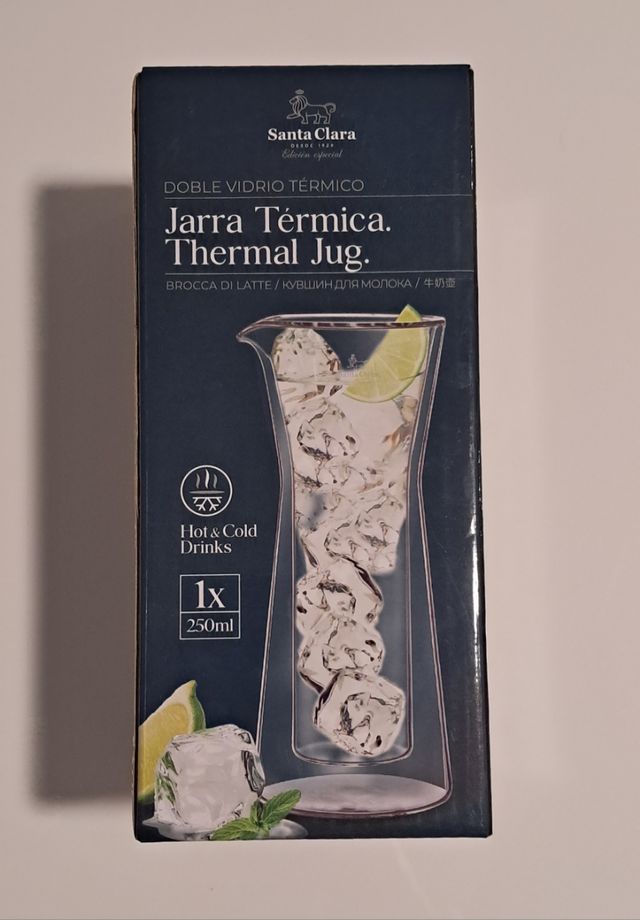 Santa Clara
DESDE 1929
Edición especial
DOBLE VIDRIO TÉRMICO
Jarra Térmica.
Thermal Jug.
BROCCA DI LATTE / КУВШИН ДЛЯ МОЛОКА / 牛奶壶
Hot & Cold
Drinks
1x
250ml